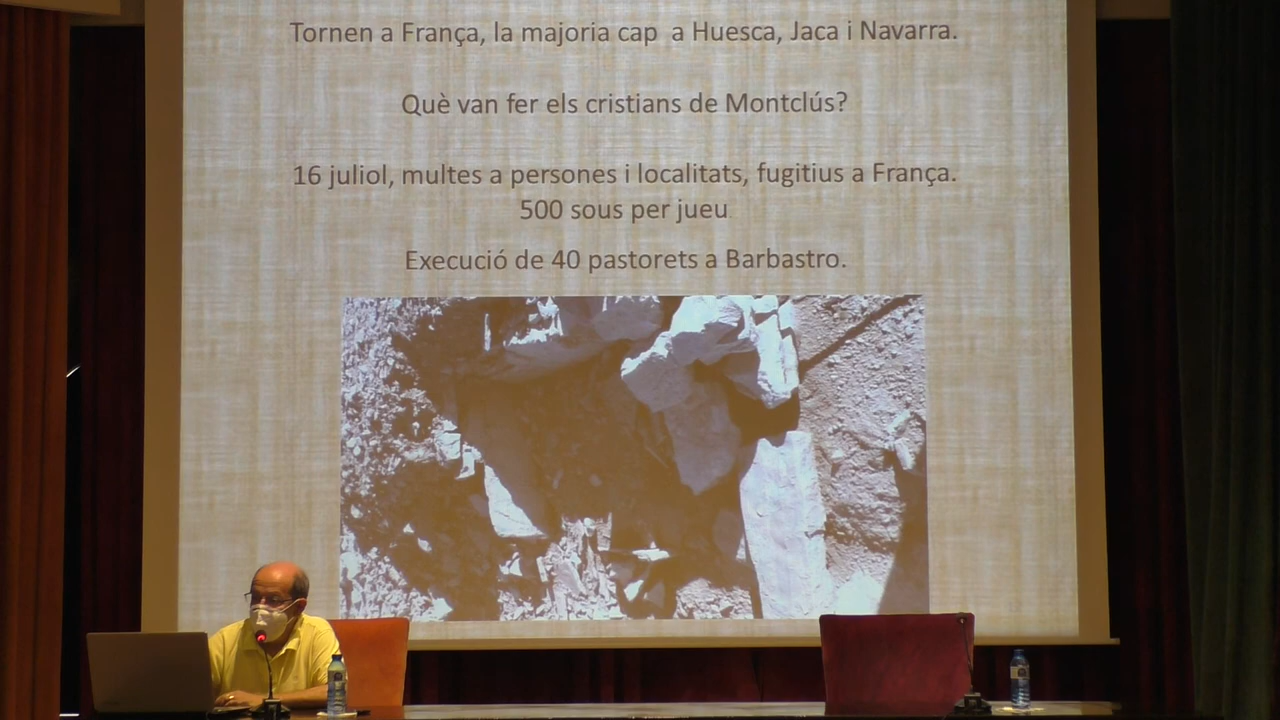 Tornen a França, la majoria cap a Huesca, Jaca i Navarra.
Què van fer els cristians de Montclús?
16 juliol, multes a persones i localitats, fugitius a França.
500 sous per jueu
Execució de 40 pastorets a Barbastro.